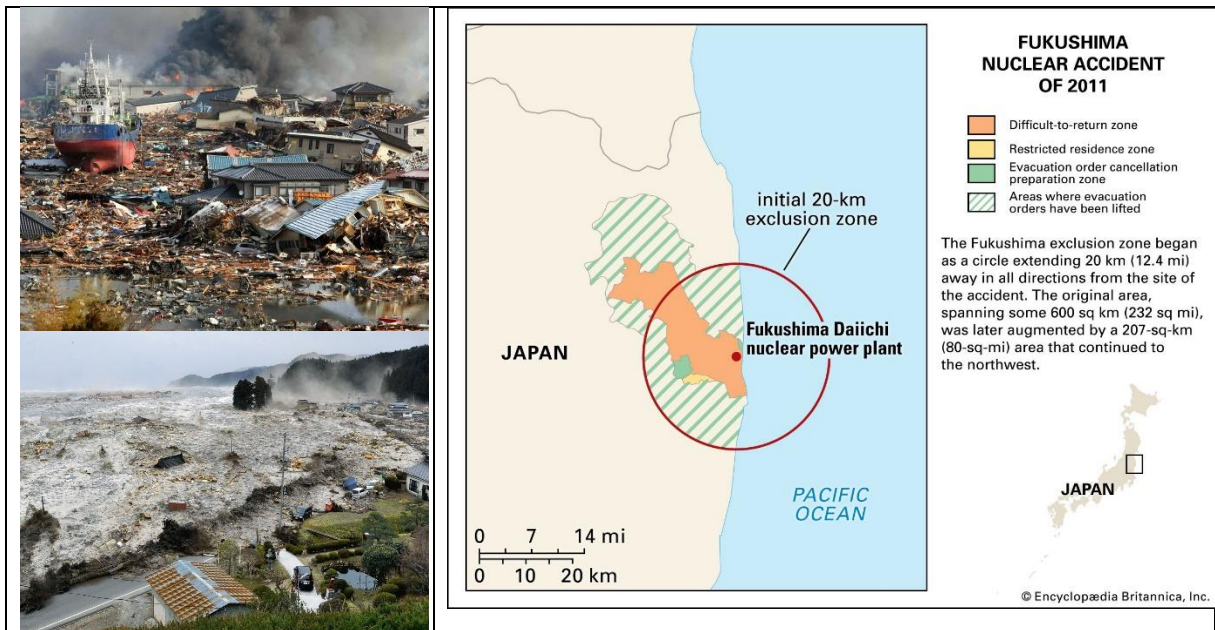 FUKUSHIMA
NUCLEAR ACCIDENT
OF 2011
Difficult-to-return zone
Restricted residence zone
Evacuation order cancellation
preparation zone
Areas where evacuation
orders have been lifted
initial 20-km
exclusion zone
The Fukushima exclusion zone began
as a circle extending 20 km (12.4 mi)
away in all directions from the site of
the accident. The original area,
spanning some 600 sq km (232 sq mi),
was later augmented by a 207-sq-km
(80-sq-mi) area that continued to
the northwest.
Fukushima Daiichi
nuclear power plant
JAPAN
PACIFIC
OCEAN
0 7 14 mi
0 10 20 km
JAPAN
© Encyclopædia Britannica, Inc.